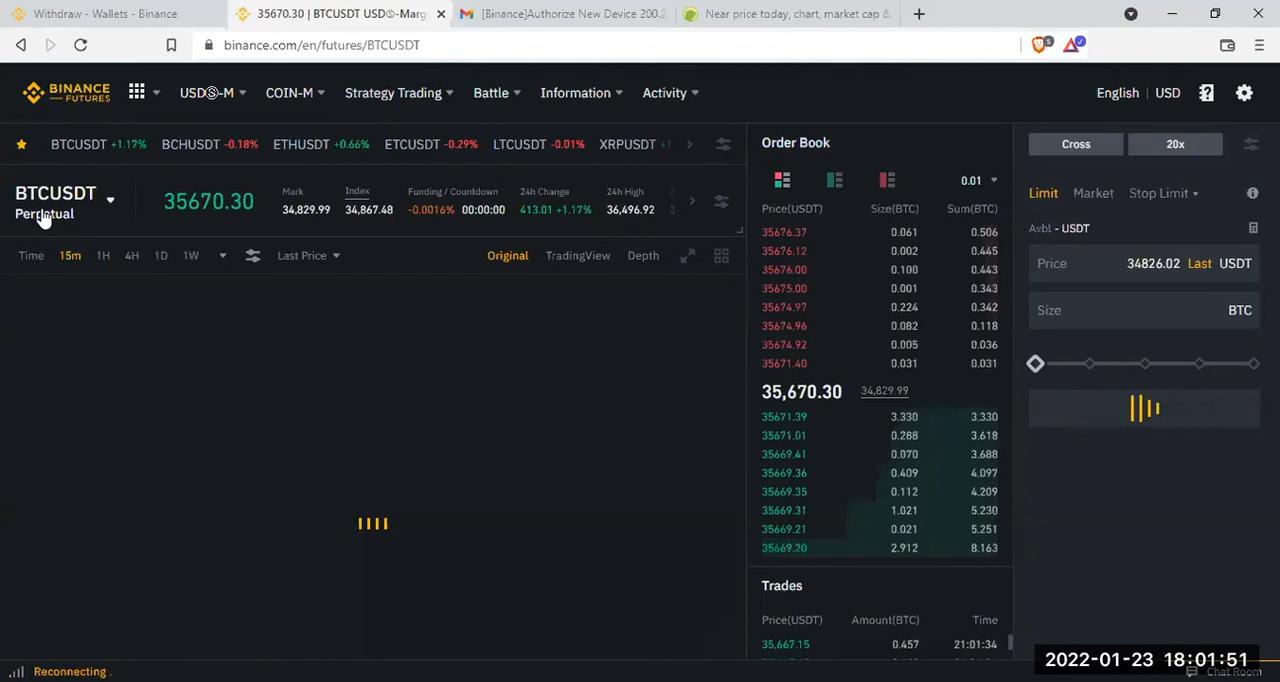 Withdraw - Wallets - Binance
35670.30 | BTCUSDT USDⓈ-Marg
[Binance]Authorize New Device 200.2
Near price today, chart, market cap &
binance.com/en/futures/BTCUSDT
BINANCE
FUTURES
USDⓈ-M
COIN-M
Strategy Trading
Battle
Information
Activity
English
USD
BTCUSDT +1.17%
BCHUSDT -0.18%
ETHUSDT +0.66%
ETCUSDT -0.29%
LTCUSDT -0.01%
XRPUSDT
BTCUSDT
Perpetual
35670.30
Mark
34,829.99
Index
34,867.48
Funding / Countdown
-0.0016% 00:00:00
24h Change
413.01 +1.17%
24h High
36,496.92
Time 15m 1H 4H 1D 1W
Last Price
Original
TradingView
Depth
Order Book
0.01
Price(USDT) Size(BTC) Sum(BTC)
35676.37 0.061 0.506
35676.12 0.002 0.445
35676.00 0.100 0.443
35675.00 0.001 0.343
35674.97 0.224 0.342
35674.96 0.082 0.118
35674.92 0.005 0.036
35671.40 0.031 0.031
35,670.30 34,829.99
35671.39 3.330 3.330
35671.01 0.288 3.618
35669.41 0.070 3.688
35669.36 0.409 4.097
35669.35 0.112 4.209
35669.31 1.021 5.230
35669.21 0.021 5.251
35669.20 2.912 8.163
Trades
Price(USDT) Amount(BTC) Time
35,667.15 0.457 21:01:34
Cross
20x
Limit Market Stop Limit
Avbl - USDT
Price 34826.02 Last USDT
Size BTC
Reconnecting .
2022-01-23 18:01:51
Chat Room